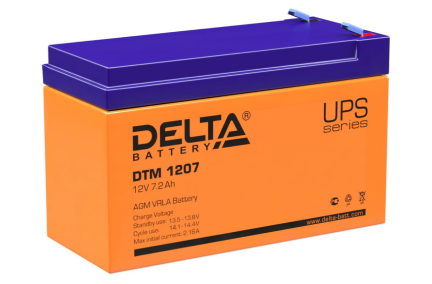 DELTA®
BATTERY
DTM 1207
12V 7.2Ah
AGM VRLA Battery
Charge Voltage
Standby use : 13.5-13.8V
Cycle use : 14.1-14.4V
Max initial current: 2.16A
UPS
series
www.delta-batt.com